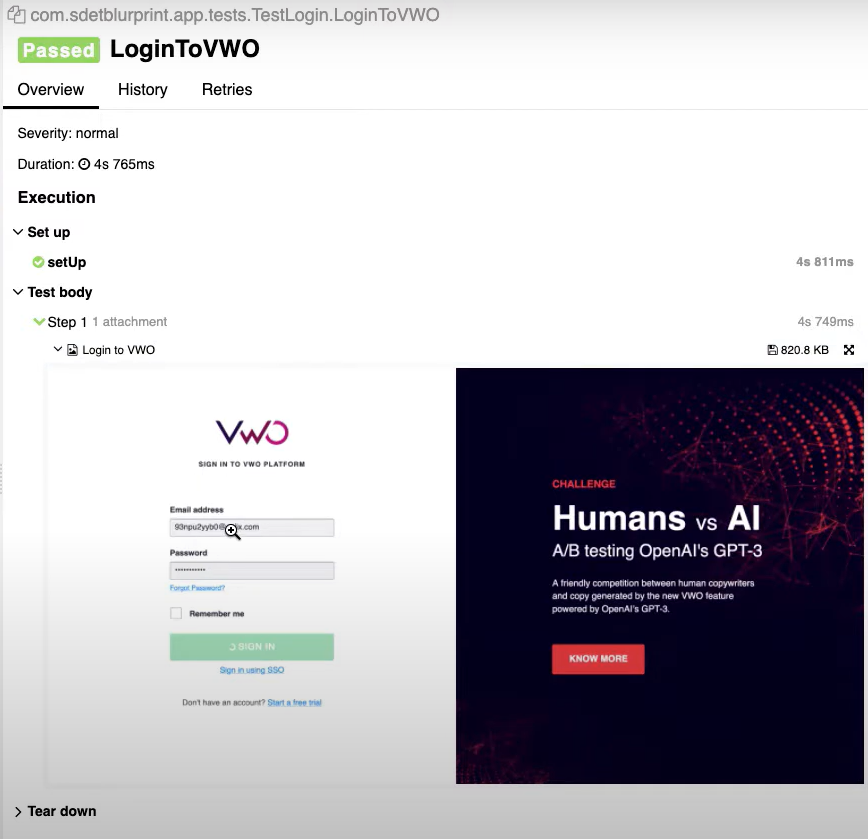 com.sdetblurprint.app.tests.TestLogin.LoginToVWO
Passed LoginToVWO
Overview History Retries
Severity: normal
Duration: 4s 765ms
Execution
Set up
setUp 4s 811ms
Test body
Step 1 1 attachment 4s 749ms
Login to VWO 820.8 KB
VWO
SIGN IN TO VWO PLATFORM
Email address
Password
Forgot Password?
Remember me
SIGN IN
Sign in using SSO
Don't have an account? Start a free trial
CHALLENGE
Humans vs AI
A/B testing OpenAI's GPT-3
A friendly competition between human copywriters
and copy generated by the new VWO feature
powered by OpenAI's GPT-3.
KNOW MORE
Tear down